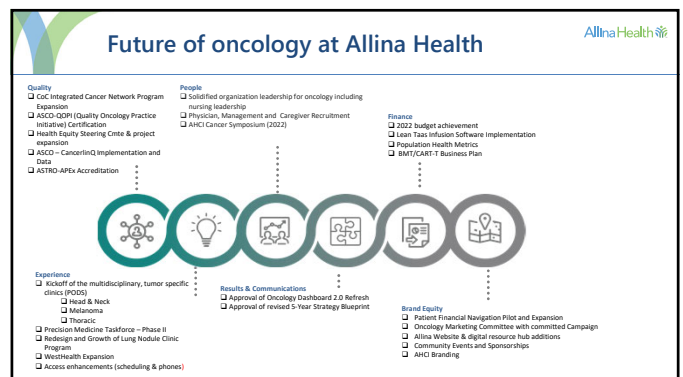 Future of oncology at Allina Health
Allina Health
Quality
❑ CoC Integrated Cancer Network Program
Expansion
❑ ASCO-QOPI (Quality Oncology Practice
Initiative) Certification
❑ Health Equity Steering Cmte & project
expansion
❑ ASCO – CancerlinQ Implementation and
Data
❑ ASTRO-APEx Accreditation
People
❑ Solidified organization leadership for oncology including
nursing leadership
❑ Physician, Management and Caregiver Recruitment
❑ AHCI Cancer Symposium (2022)
Finance
❑ 2022 budget achievement
❑ Lean Taas Infusion Software Implementation
❑ Population Health Metrics
❑ BMT/CART-T Business Plan
Experience
❑ Kickoff of the multidisciplinary, tumor specific
clinics (PODS)
❑ Head & Neck
❑ Melanoma
❑ Thoracic
❑ Precision Medicine Taskforce – Phase II
❑ Redesign and Growth of Lung Nodule Clinic
Program
❑ WestHealth Expansion
❑ Access enhancements (scheduling & phones)
Results & Communications
❑ Approval of Oncology Dashboard 2.0 Refresh
❑ Approval of revised 5-Year Strategy Blueprint
Brand Equity
❑ Patient Financial Navigation Pilot and Expansion
❑ Oncology Marketing Committee with committed Campaign
❑ Allina Website & digital resource hub additions
❑ Community Events and Sponsorships
❑ AHCI Branding